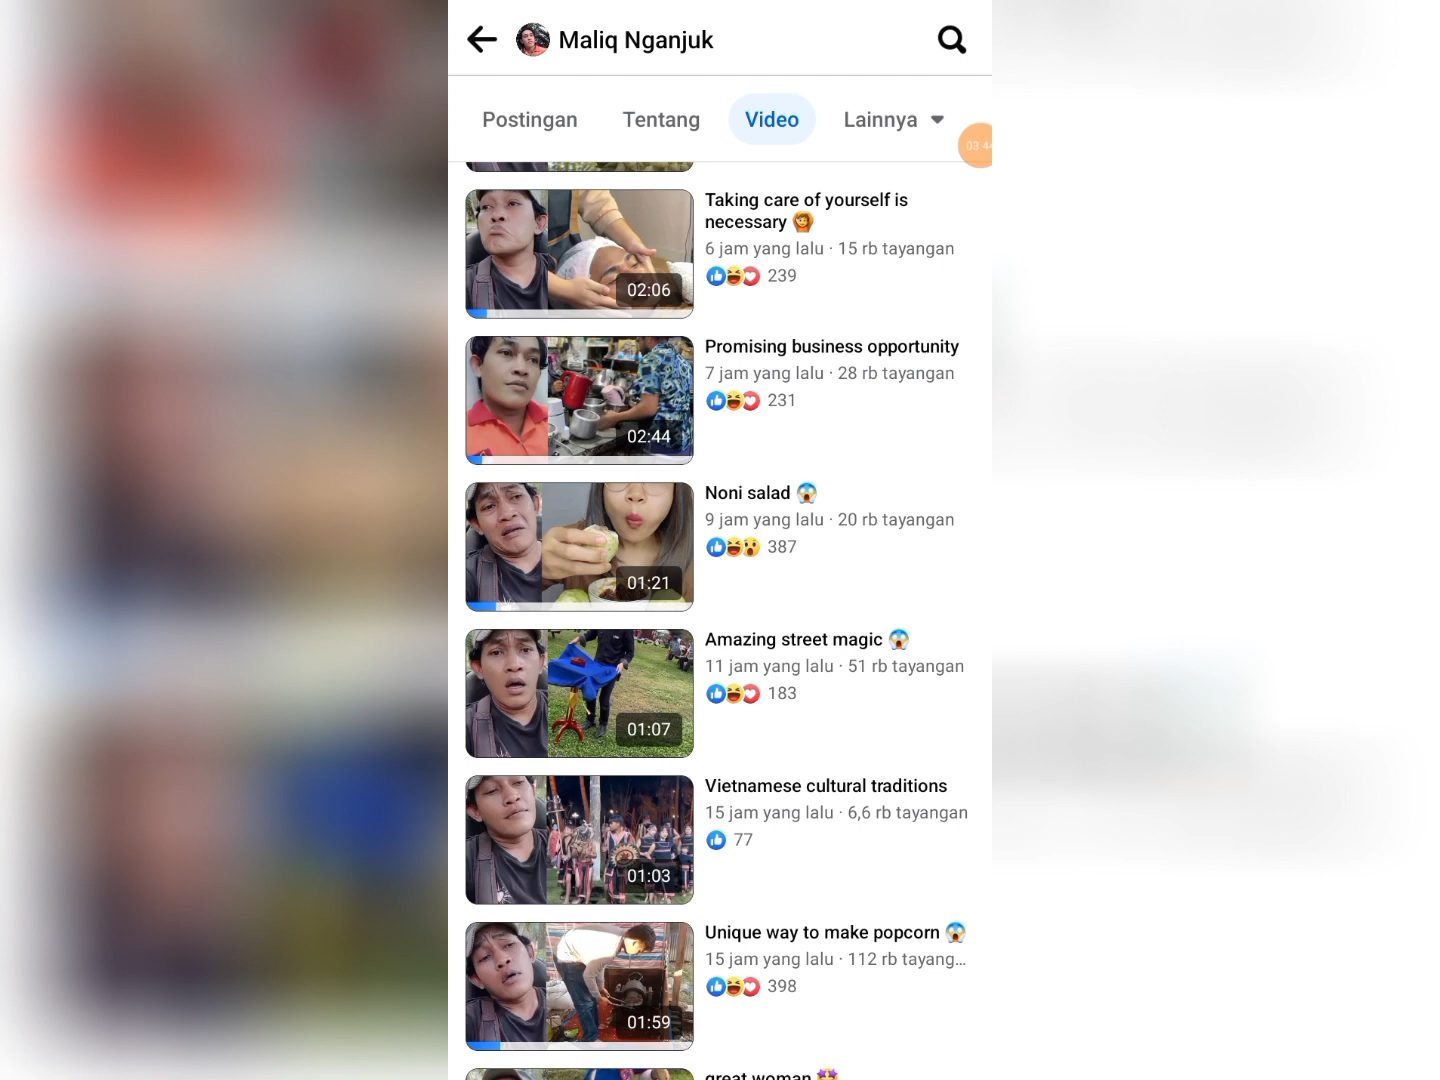 Maliq Nganjuk
Postingan Tentang Video Lainnya
03.44
Taking care of yourself is
necessary
6 jam yang lalu · 15 rb tayangan
239
02:06
Promising business opportunity
7 jam yang lalu · 28 rb tayangan
231
02:44
Noni salad
9 jam yang lalu · 20 rb tayangan
387
01:21
Amazing street magic
11 jam yang lalu · 51 rb tayangan
183
01:07
Vietnamese cultural traditions
15 jam yang lalu · 6,6 rb tayangan
77
01:03
Unique way to make popcorn
15 jam yang lalu · 112 rb tayang...
398
01:59
great woman